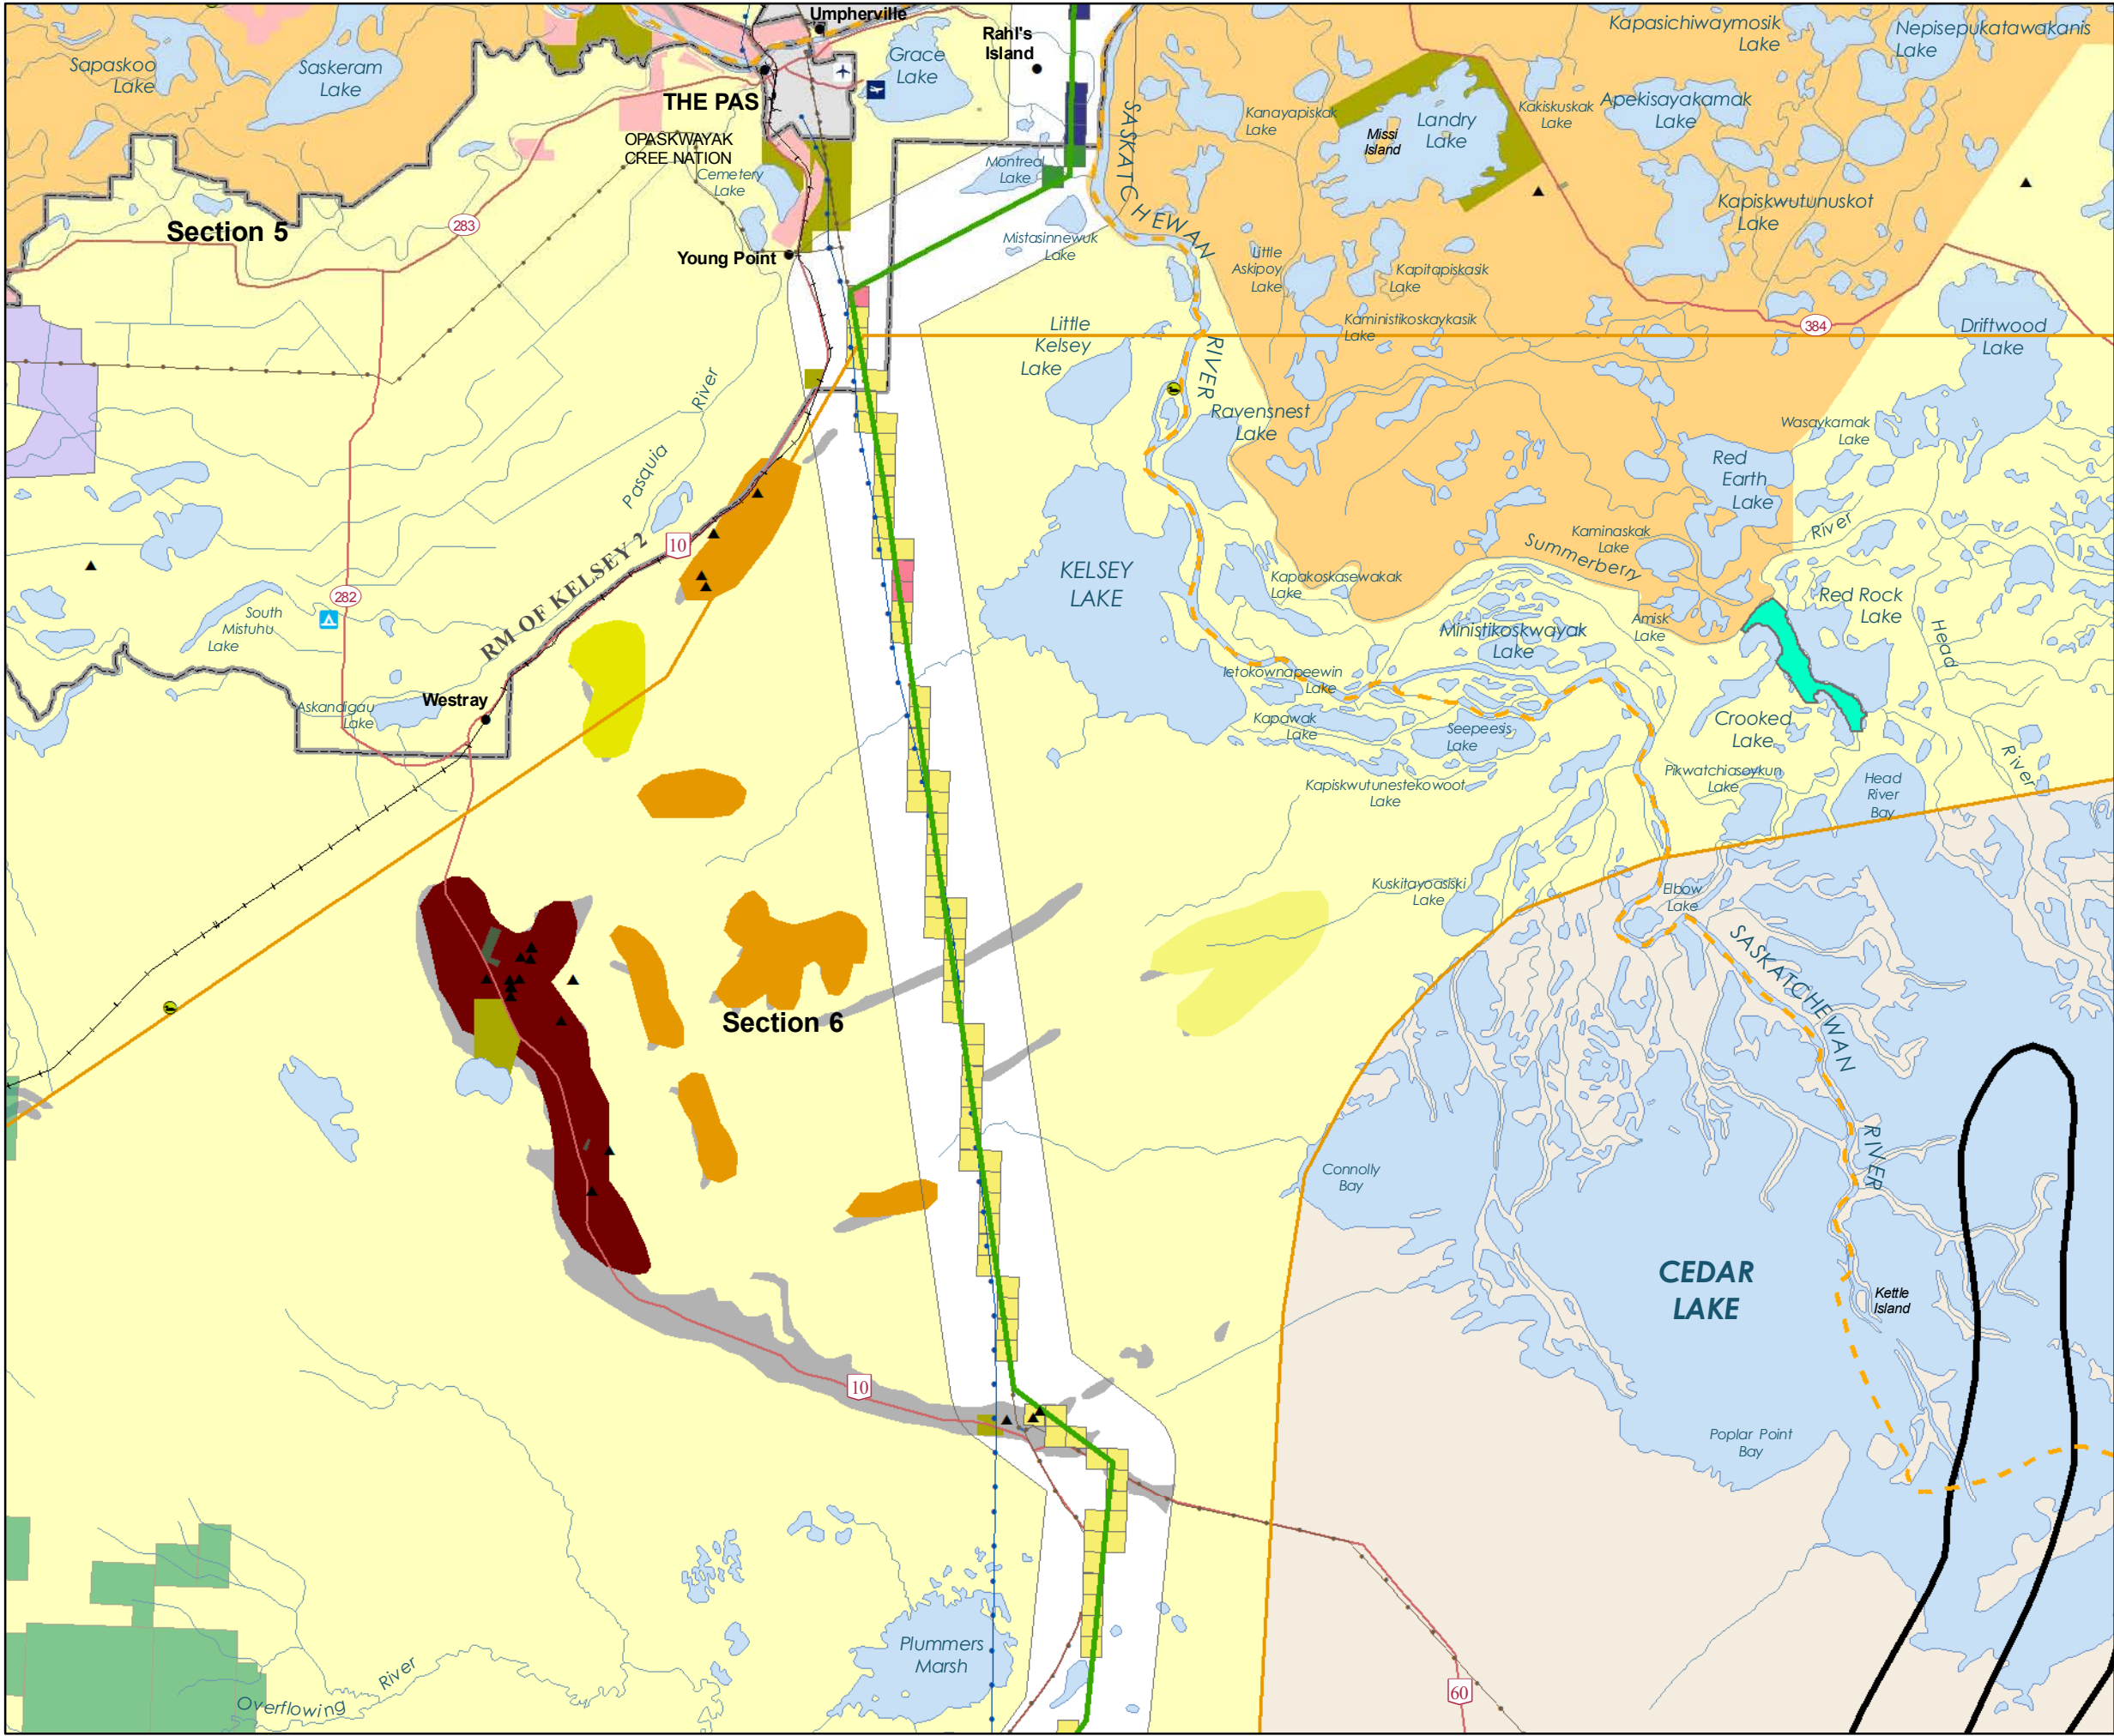 Umpherville
Rahl's
Island
Kapasichiwaymosik
Lake
Nepisepukatawakanis
Lake
Sapaskoo
Lake
Saskeram
Lake
Grace
Lake
THE PAS
OPASKWAYAK
CREE NATION
Cemetery
Lake
Montreal
Lake
SASKATCHEWAN
Kanayapiskak
Lake
Missi
Island
Landry
Lake
Kakiskuskak
Lake
Apekisayakamak
Lake
Kapiskwutunuskot
Lake
Section 5
283
Young Point
Mistasinnewuk
Lake
Little
Askipoy
Lake
Kapitapiskasik
Lake
Kaministikoskaykasik
Lake
384
Driftwood
Lake
Little
Kelsey
Lake
RIVER
Ravensnest
Lake
Wasaykamak
Lake
Pasquia
River
Red
Earth
Lake
River
Kaminaskak
Lake
Summerberry
10
RM OF KELSEY 2
KELSEY
LAKE
Kapakoskasewakak
Lake
282
South
Mistuhu
Lake
Red Rock
Lake
Amisk
Lake
Ministikoskwayak
Lake
Head
River
Ietokownapeewin
Lake
Westray
Askandigau
Lake
Kapawak
Lake
Seepeesis
Lake
Crooked
Lake
Kapiskwutunestekowoot
Lake
Pikwatchiasoykun
Lake
Head
River
Bay
Kuskitayoasiski
Lake
Elbow
Lake
SASKATCHEWAN
RIVER
Section 6
Connolly
Bay
CEDAR
LAKE
Kettle
Island
10
Poplar Point
Bay
Plummers
Marsh
Overflowing
River
60